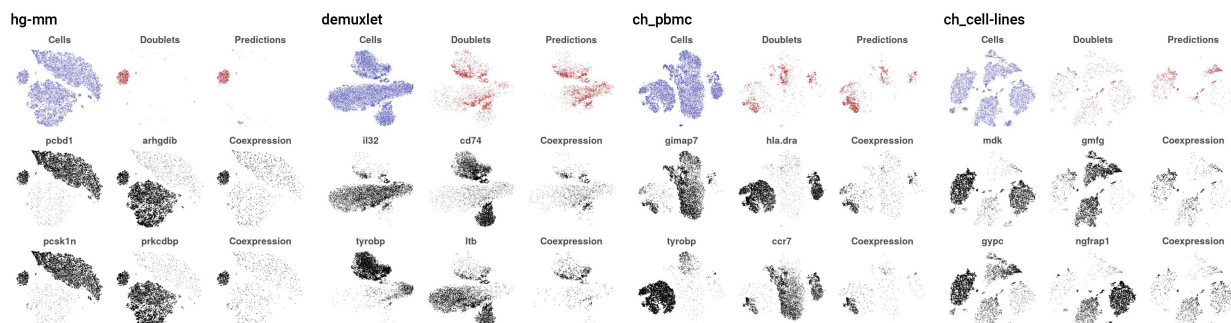 hg-mm demuxlet ch_pbmc ch_cell-lines
Cells Doublets Predictions Cells Doublets Predictions Cells Doublets Predictions Cells Doublets Predictions
pcbd1 arhgdib Coexpression il32 cd74 Coexpression gimap7 hla.dra Coexpression mdk gmfg Coexpression
pcsk1n prkcdbp Coexpression tyrobp ltb Coexpression tyrobp ccr7 Coexpression gypc ngfrap1 Coexpression